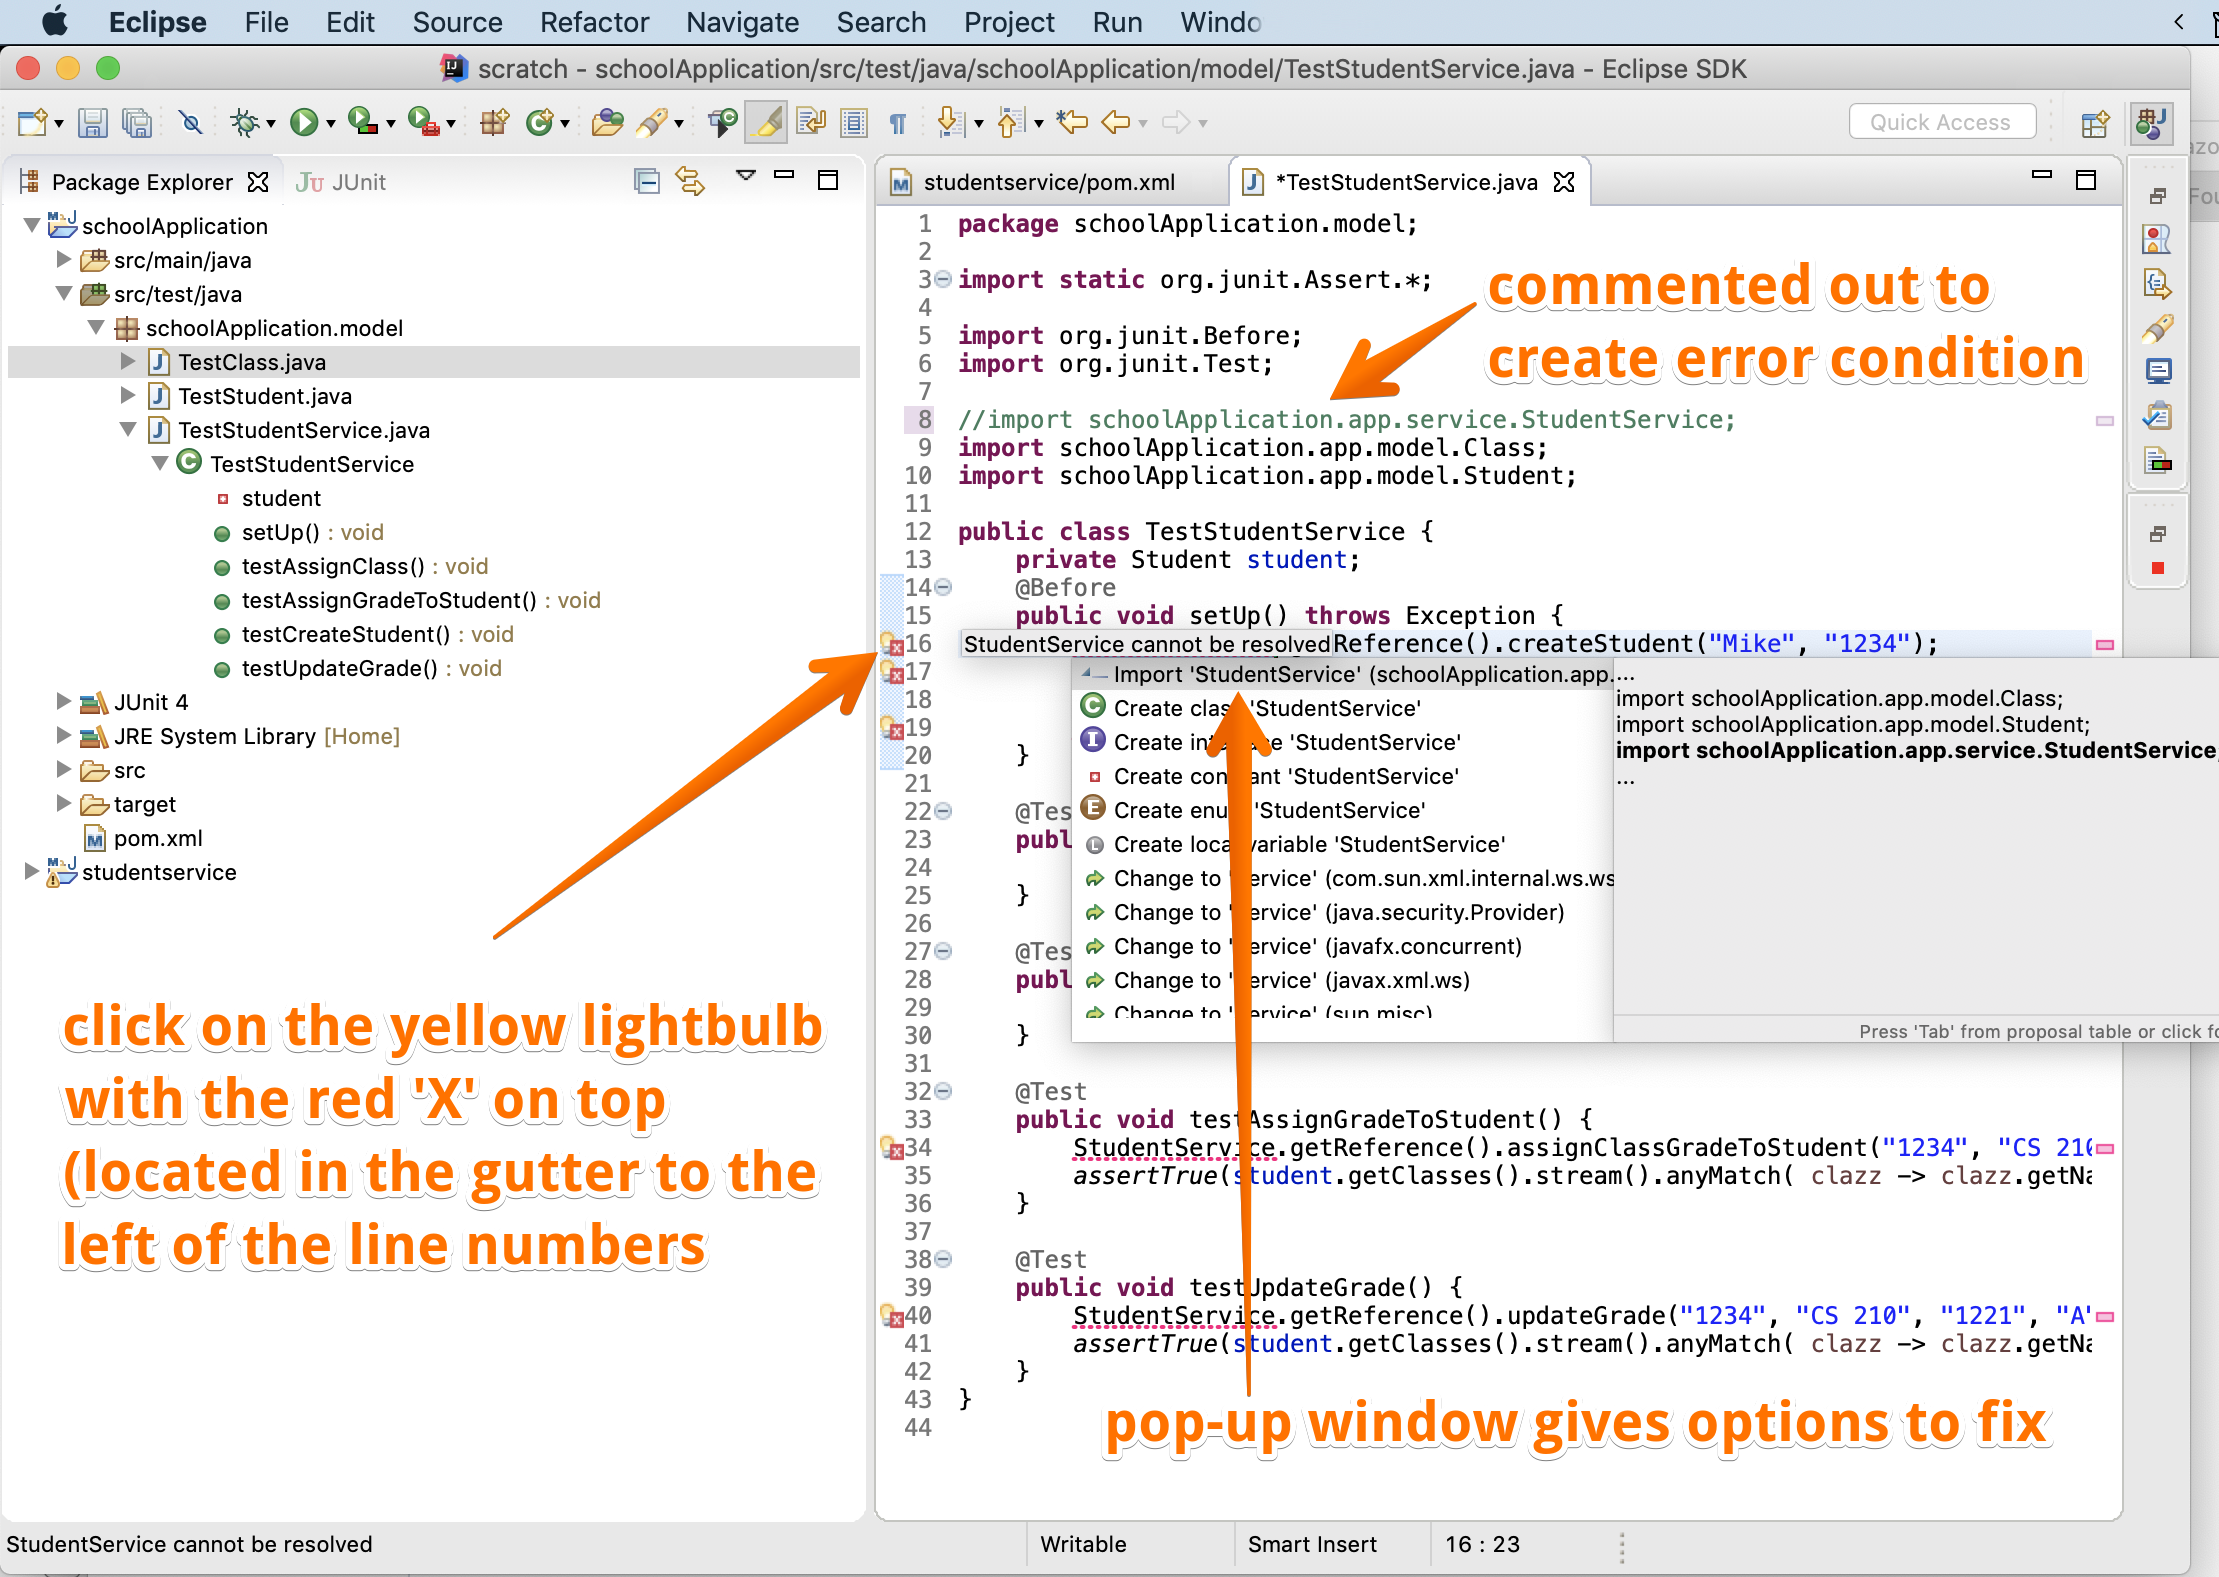 Eclipse File Edit Source Refactor Navigate Search Project Run Windo
scratch - schoolApplication/src/test/java/schoolApplication/model/TestStudentService.java - Eclipse SDK
Quick Access
Package Explorer JUnit
schoolApplication
src/main/java
src/test/java
schoolApplication.model
TestClass.java
TestStudent.java
TestStudentService.java
TestStudentService
student
setUp() : void
testAssignClass() : void
testAssignGradeToStudent() : void
testCreateStudent() : void
testUpdateGrade() : void
JUnit 4
JRE System Library [Home]
src
target
pom.xml
studentservice
click on the yellow lightbulb
with the red 'X' on top
(located in the gutter to the
left of the line numbers
studentservice/pom.xml *TestStudentService.java
1 package schoolApplication.model;
2
3 import static org.junit.Assert.*;
4
5 import org.junit.Before;
6 import org.junit.Test;
7
8 //import schoolApplication.app.service.StudentService;
9 import schoolApplication.app.model.Class;
10 import schoolApplication.app.model.Student;
11
12 public class TestStudentService {
13 private Student student;
14 @Before
15 public void setUp() throws Exception {
16 StudentService cannot be resolved Reference().createStudent("Mike", "1234");
17
18
19
20 }
21
22 @Tes
23 publ
24
25 }
26
27 @Tes
28 publ
29
30 }
31
32 @Test
33 public void testAssignGradeToStudent() {
34 StudentService.getReference().assignClassGradeToStudent("1234", "CS 210
35 assertTrue(student.getClasses().stream().anyMatch( clazz -> clazz.getNa
36 }
37
38 @Test
39 public void testUpdateGrade() {
40 StudentService.getReference().updateGrade("1234", "CS 210", "1221", "A"
41 assertTrue(student.getClasses().stream().anyMatch( clazz -> clazz.getNa
42 }
43 }
44
commented out to
create error condition
Import 'StudentService' (schoolApplication.app.
Create class 'StudentService'
Create interface 'StudentService'
Create constant 'StudentService'
Create enum 'StudentService'
Create local variable 'StudentService'
Change to 'Service' (com.sun.xml.internal.ws.ws
Change to 'Service' (java.security.Provider)
Change to 'Service' (javafx.concurrent)
Change to 'Service' (javax.xml.ws)
Change to 'Service' (sun.misc)
...
import schoolApplication.app.model.Class;
import schoolApplication.app.model.Student;
import schoolApplication.app.service.StudentService;
...
Press 'Tab' from proposal table or click fo
pop-up window gives options to fix
StudentService cannot be resolved Writable Smart Insert 16 : 23